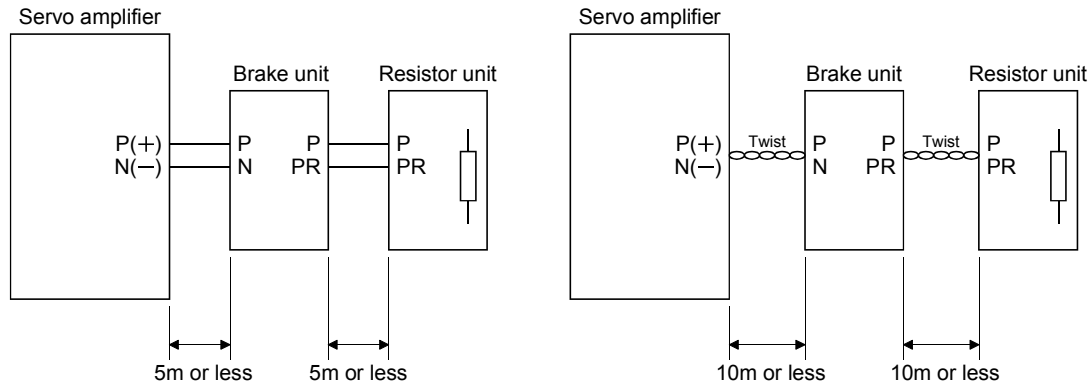 Servo amplifier
Brake unit
Resistor unit
P(+)
N(−)
P
N
P
PR
P
PR
5m or less
5m or less
Servo amplifier
Brake unit
Resistor unit
P(+)
N(−)
Twist
P
N
P
PR
Twist
P
PR
10m or less
10m or less